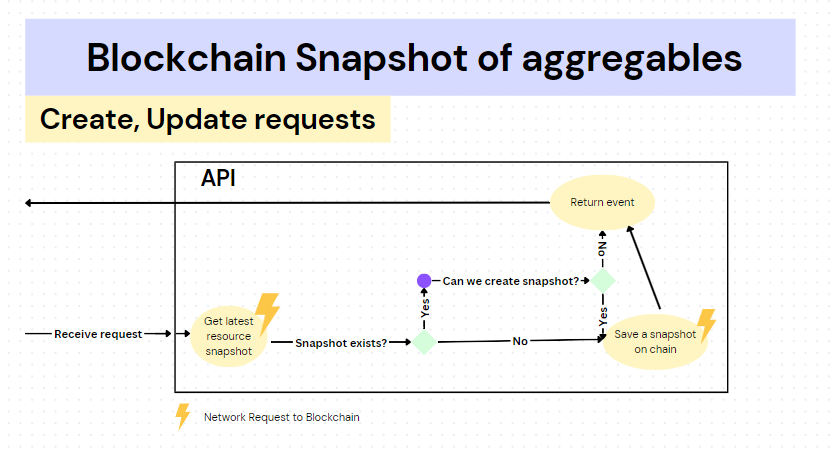 Blockchain Snapshot of aggregables
Create, Update requests
API
Return event
No
Can we create snapshot?
Yes
Yes
Receive request
Get latest
resource
snapshot
Snapshot exists?
No
Save a snapshot
on chain
Network Request to Blockchain